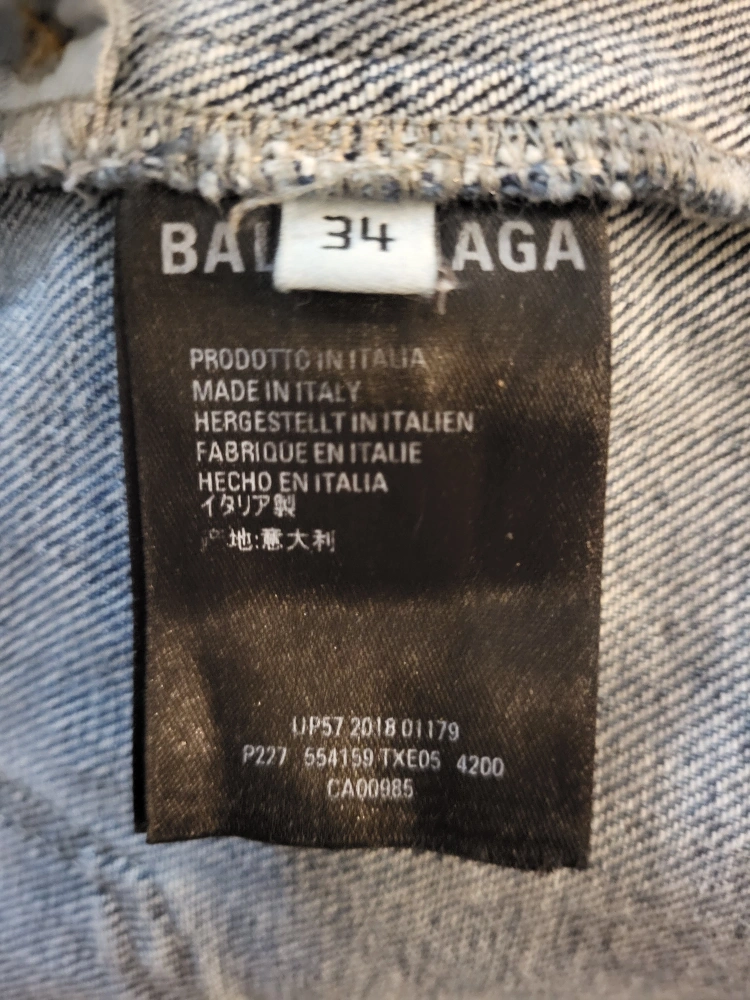 BAL AGA
34
PRODOTTO IN ITALIA
MADE IN ITALY
HERGESTELLT IN ITALIEN
FABRIQUE EN ITALIE
HECHO EN ITALIA
イタリア製
产地:意大利
UP57 2018 01179
P227 554159 TXE05 4200
CA00985